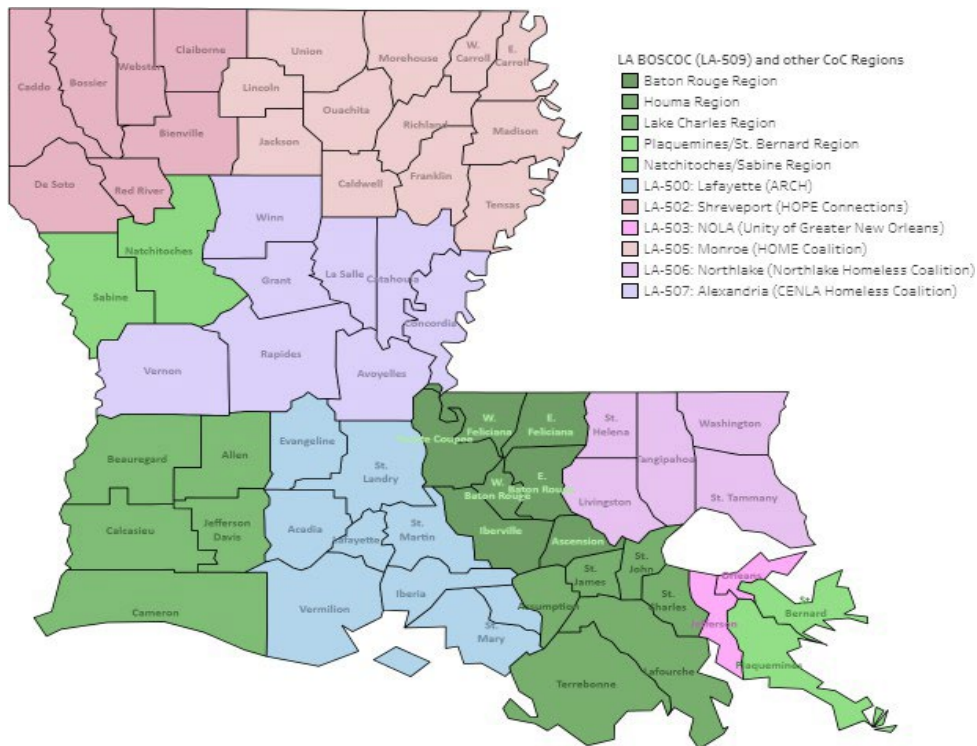 LA BOSCOC (LA-509) and other CoC Regions
Baton Rouge Region
Houma Region
Lake Charles Region
Plaquemines/St. Bernard Region
Natchitoches/Sabine Region
LA-500: Lafayette (ARCH)
LA-502: Shreveport (HOPE Connections)
LA-503: NOLA (Unity of Greater New Orleans)
LA-505: Monroe (HOME Coalition)
LA-506: Northlake (Northlake Homeless Coalition)
LA-507: Alexandria (CENLA Homeless Coalition)
Caddo
Bossier
Webster
Claiborne
Union
Morehouse
W.
Carroll
E.
Carroll
Lincoln
Ouachita
Richland
Madison
Bienville
Jackson
De Soto
Red River
Caldwell
Franklin
Tensas
Natchitoches
Winn
Sabine
Grant
La Salle
Catahoula
Concordia
Vernon
Rapides
Avoyelles
Beauregard
Allen
Evangeline
St.
Landry
Pointe Coupee
W.
Feliciana
E.
Feliciana
St.
Helena
Tangipahoa
Washington
W.
Baton Rouge
E.
Baton Rouge
Livingston
St. Tammany
Calcasieu
Jefferson
Davis
Acadia
Lafayette
St.
Martin
Iberville
Ascension
Cameron
Vermilion
Iberia
St.
Mary
Assumption
St.
James
St.
John
St.
Charles
Orleans
Jefferson
St.
Bernard
Plaquemines
Terrebonne
Lafourche